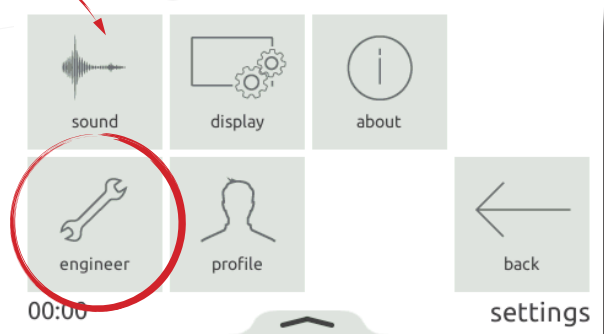 sound
display
about
engineer
profile
back
00:00
settings